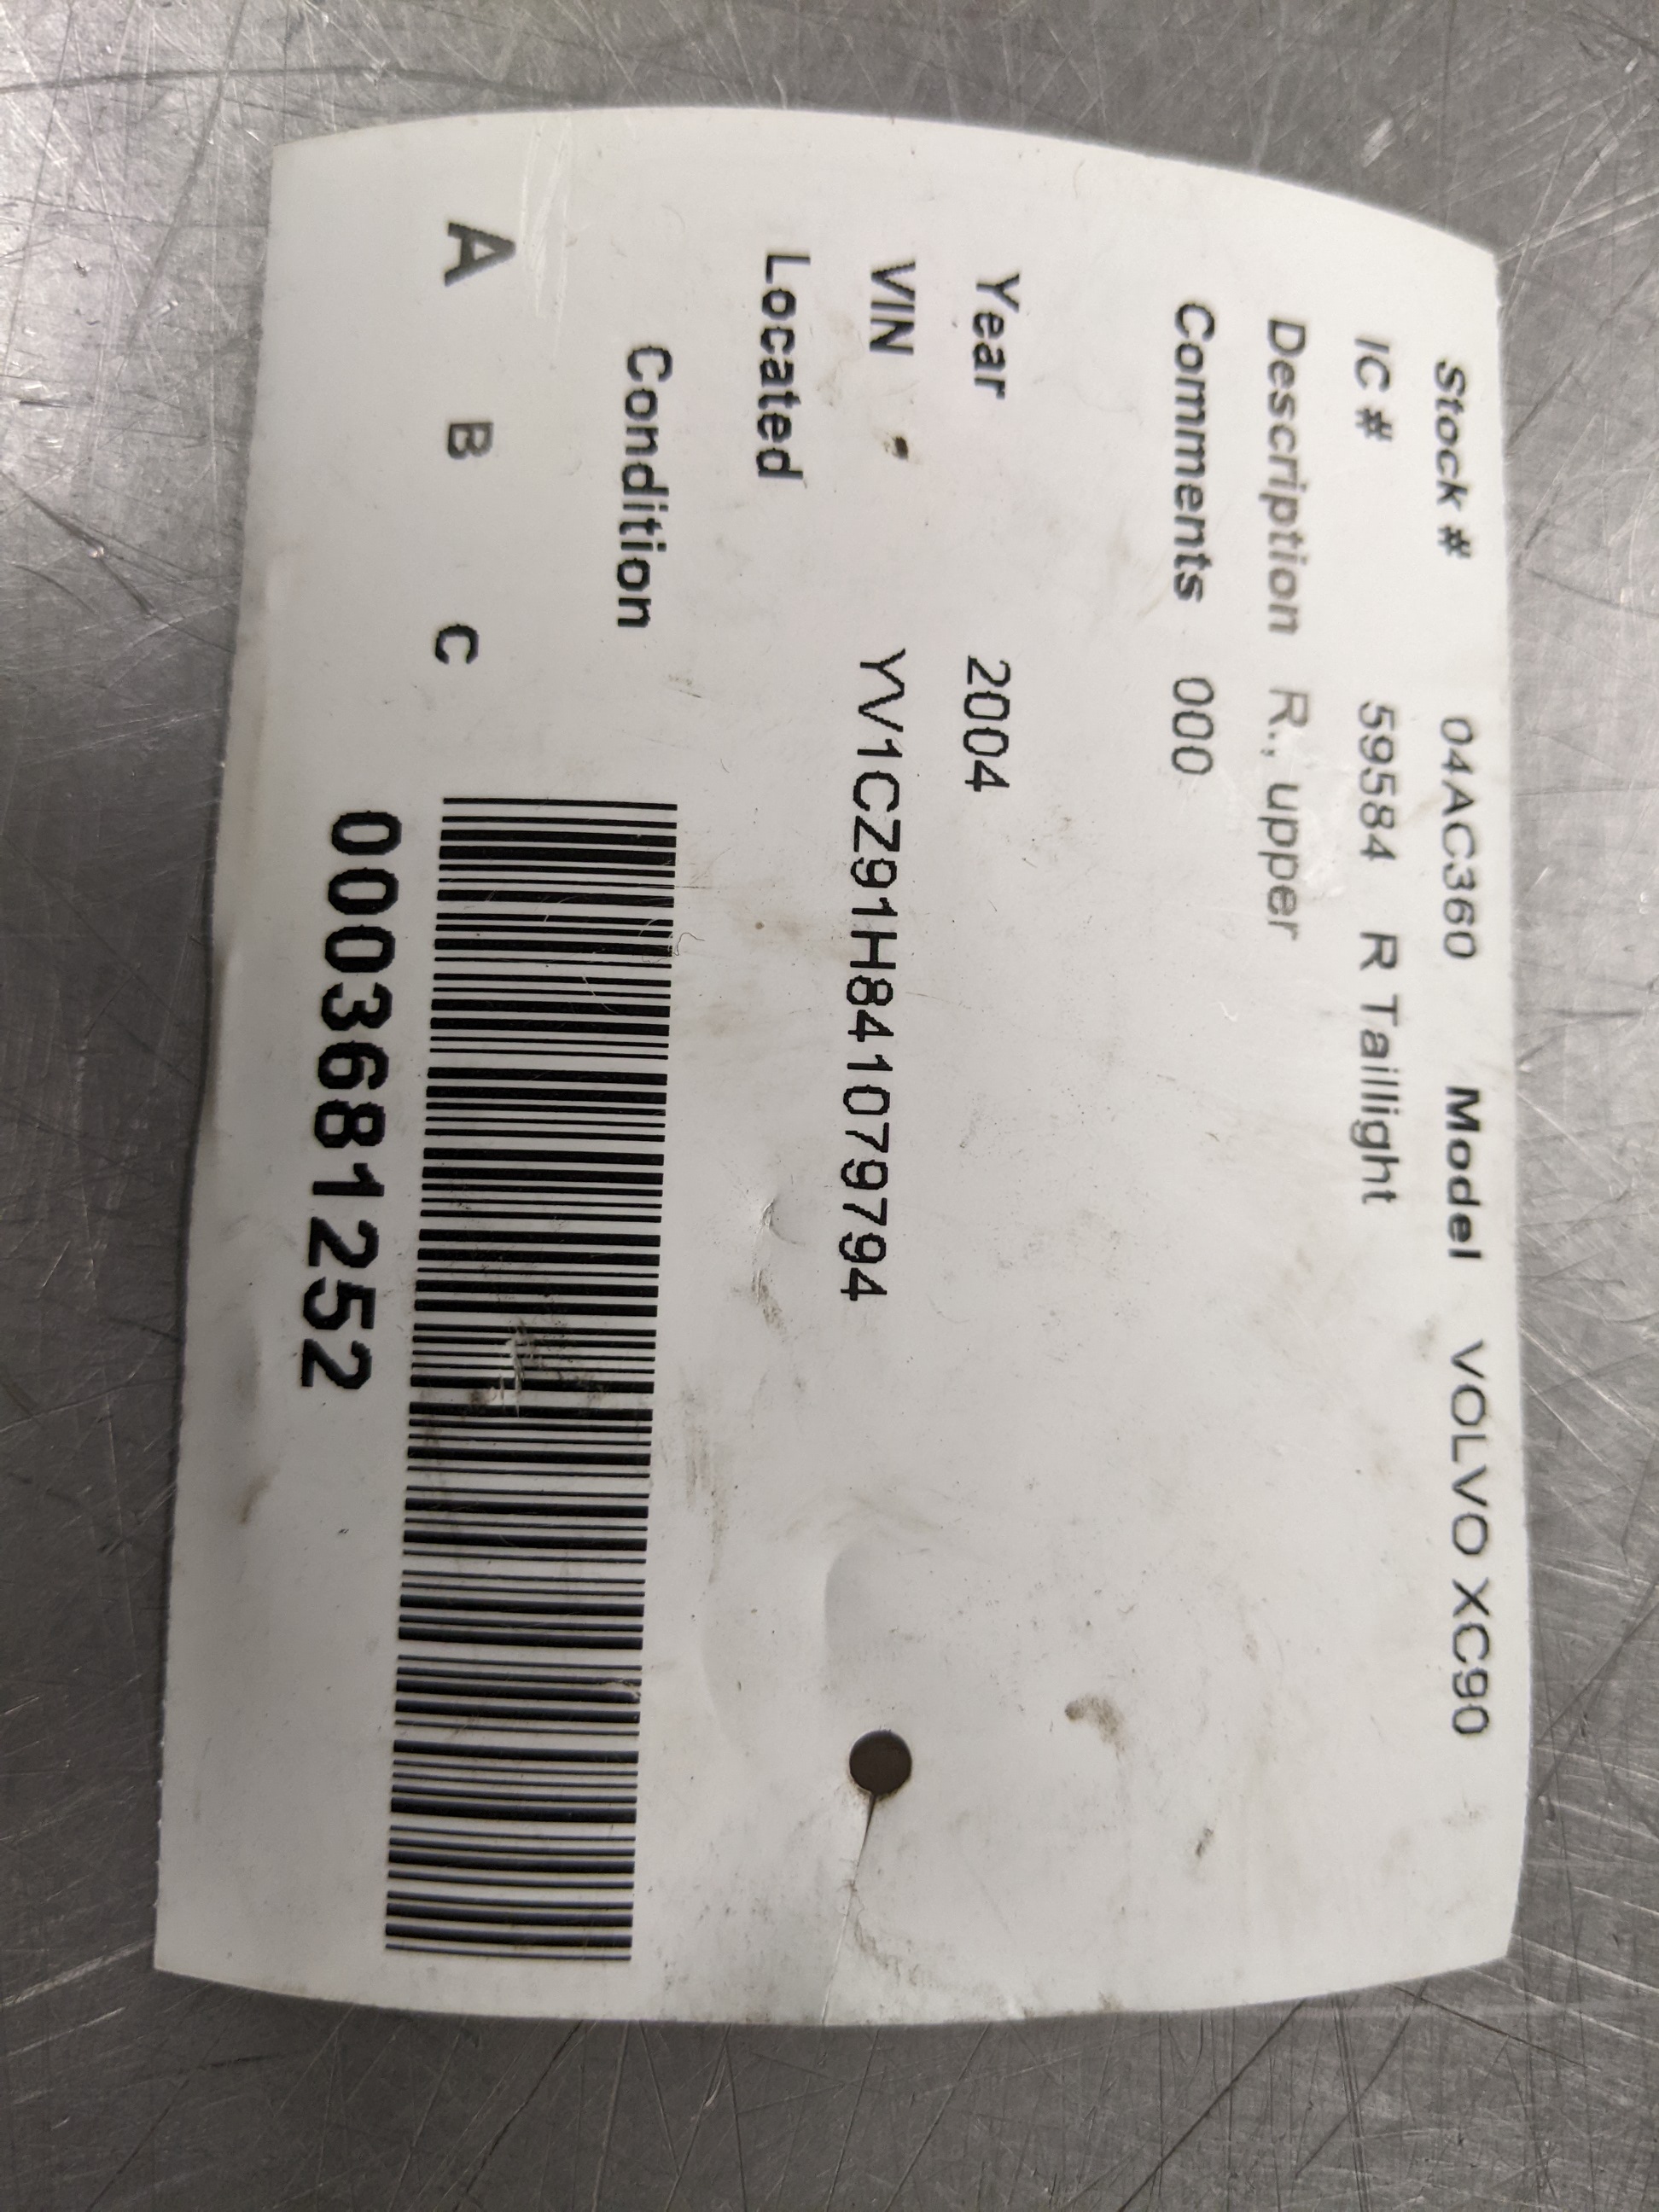 Stock # 04AC360 Model VOLVO XC90
IC # 59584 R Taillight
Description R., upper
Comments 000
Year 2004
VIN YV1CZ91H841079794
Located
Condition
A B C
0003681252